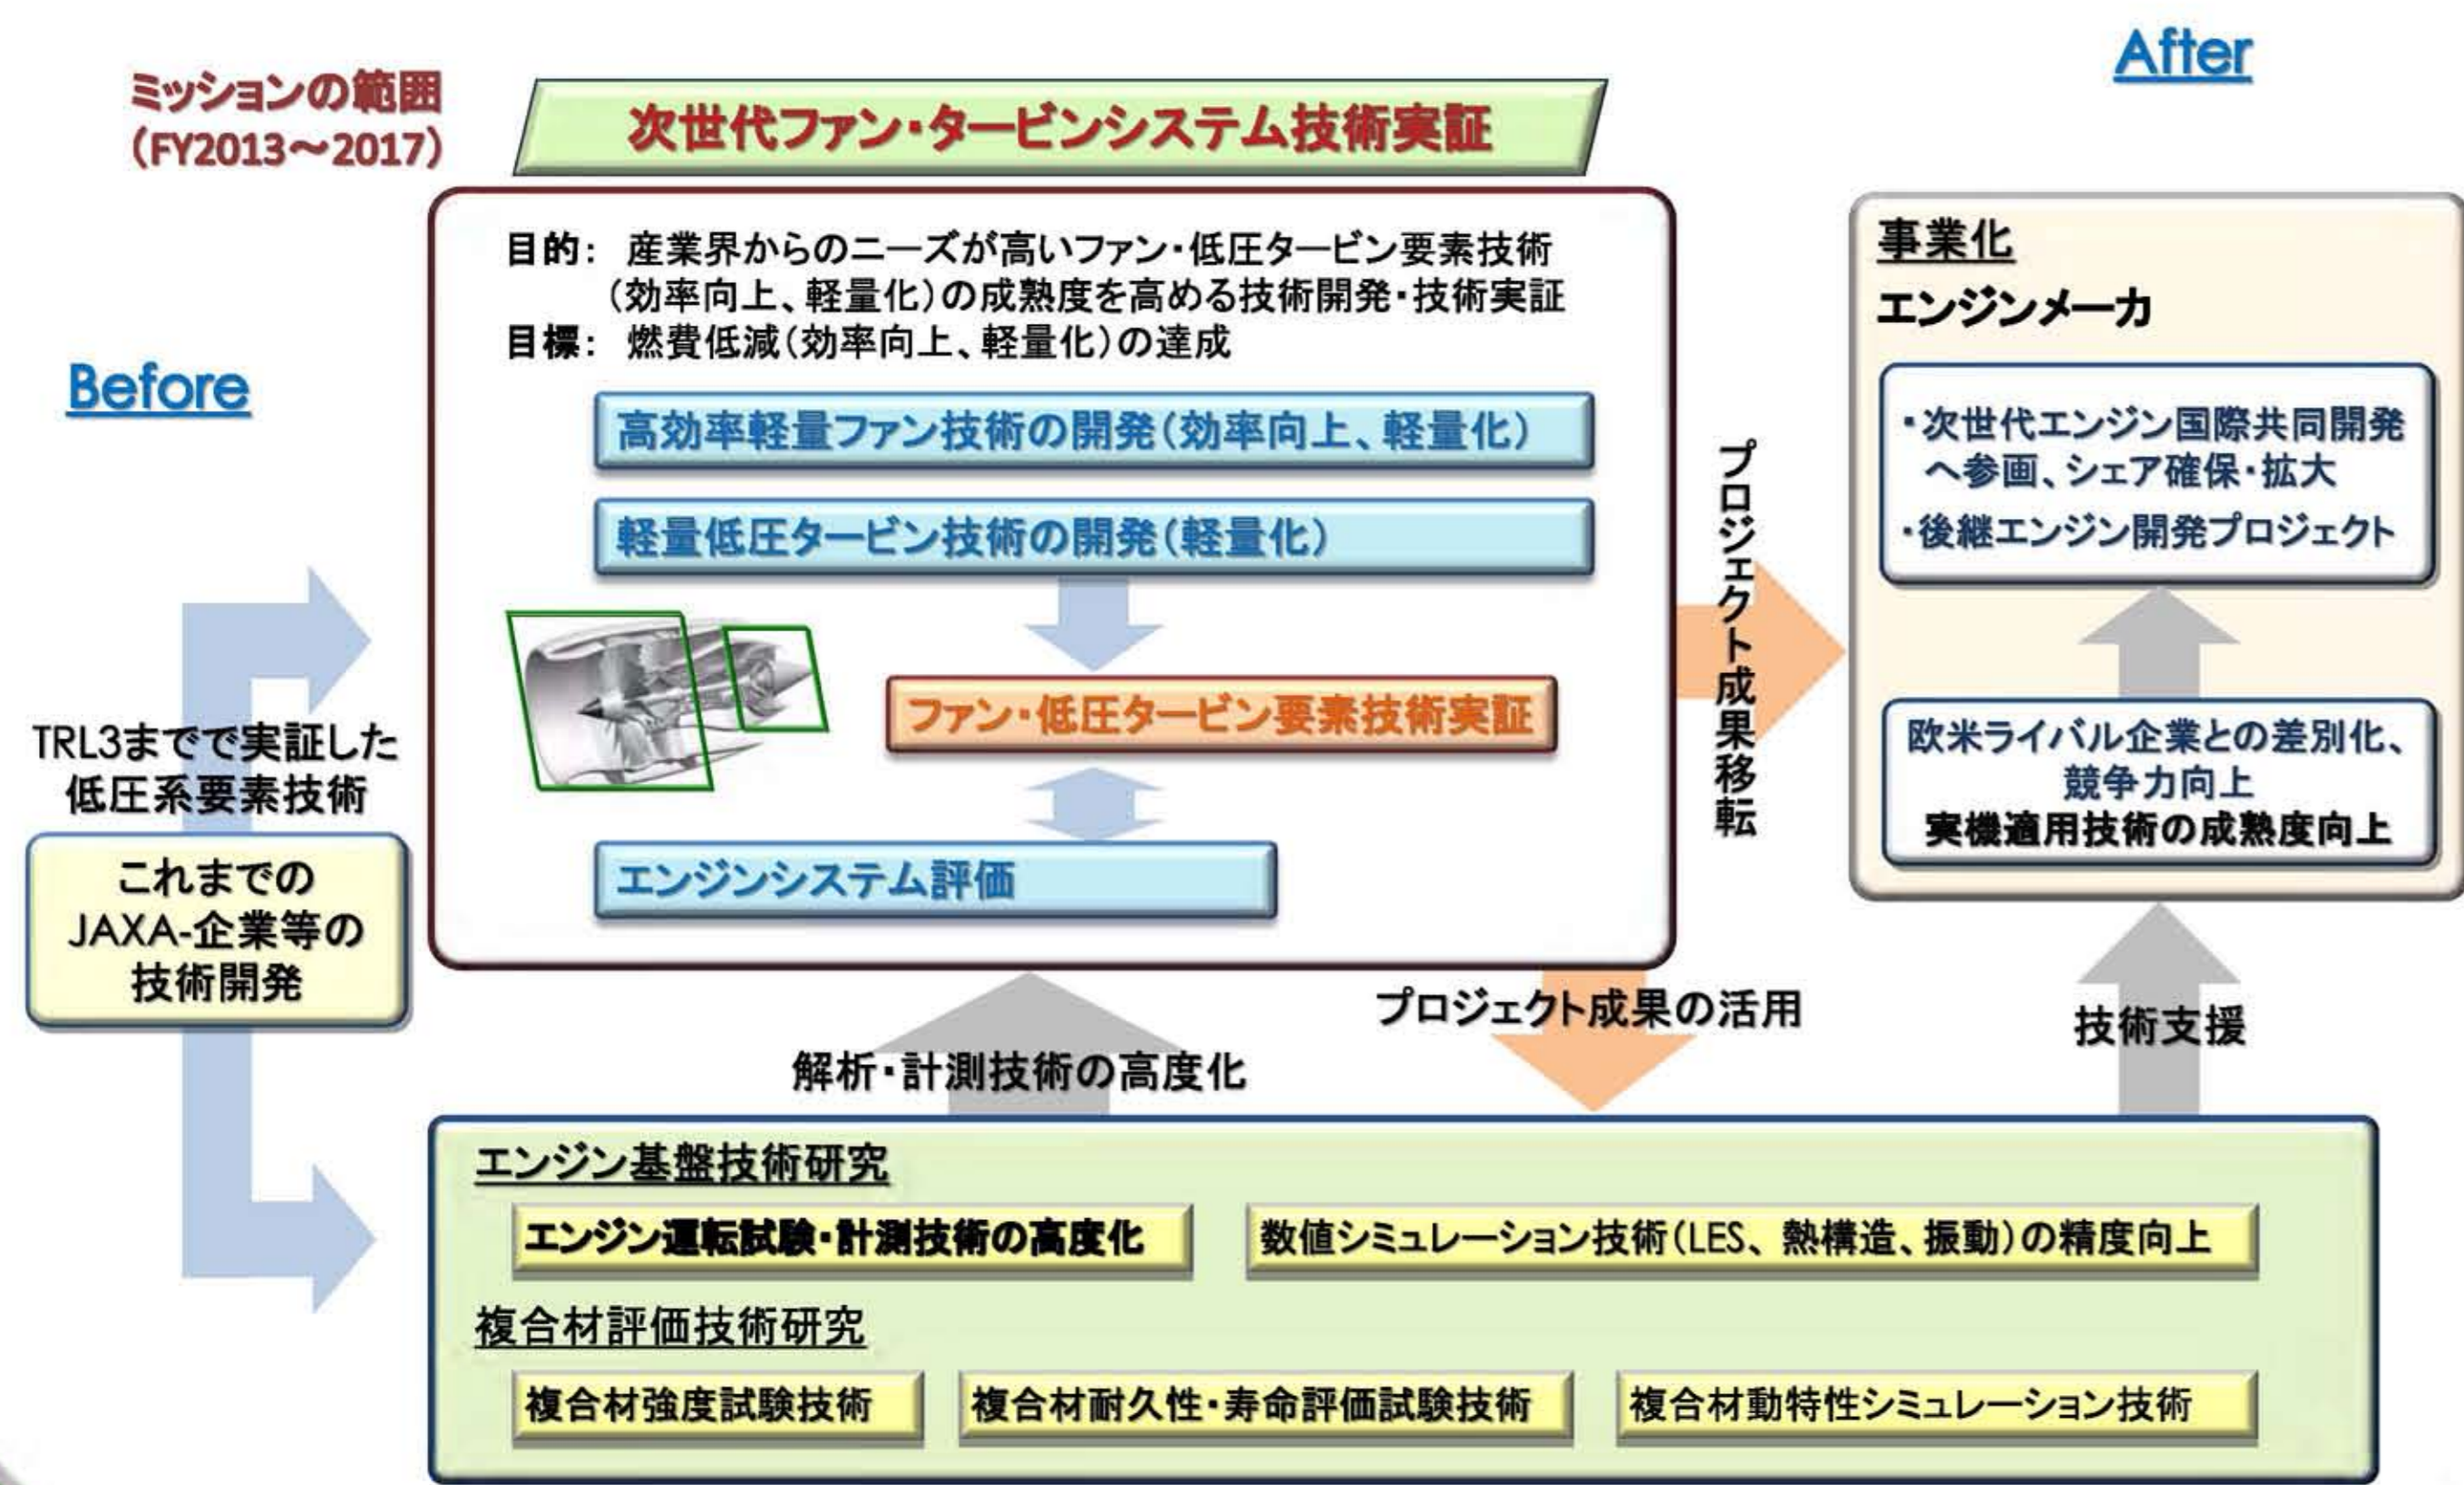 After
ミッションの範囲
(FY2013~2017)
次世代ファン・タービンシステム技術実証
目的: 産業界からのニーズが高いファン・低圧タービン要素技術
(効率向上、軽量化)の成熟度を高める技術開発・技術実証
目標: 燃費低減(効率向上、軽量化)の達成
高効率軽量ファン技術の開発(効率向上、軽量化)
軽量低圧タービン技術の開発(軽量化)
ファン・低圧タービン要素技術実証
エンジンシステム評価
Before
TRL3までで実証した
低圧系要素技術
これまでの
JAXA-企業等の
技術開発
プロジェクト成果移転
事業化
エンジンメーカ
・次世代エンジン国際共同開発
へ参画、シェア確保・拡大
・後継エンジン開発プロジェクト
欧米ライバル企業との差別化、
競争力向上
実機適用技術の成熟度向上
プロジェクト成果の活用
技術支援
解析・計測技術の高度化
エンジン基盤技術研究
エンジン運転試験・計測技術の高度化
数値シミュレーション技術(LES、熱構造、振動)の精度向上
複合材評価技術研究
複合材強度試験技術
複合材耐久性・寿命評価試験技術
複合材動特性シミュレーション技術